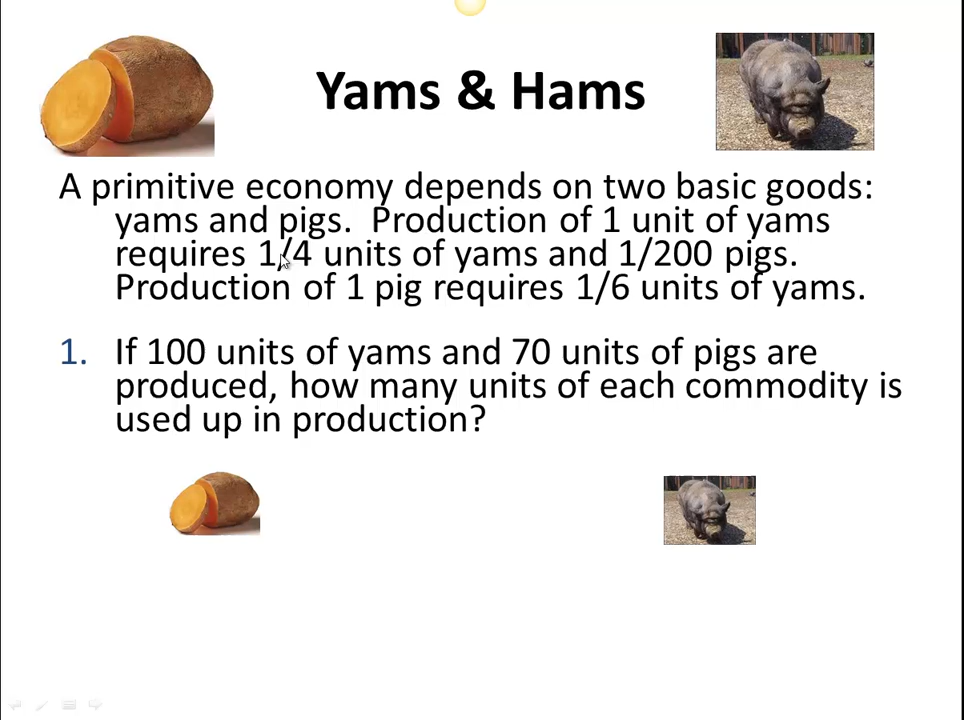 Yams & Hams
A primitive economy depends on two basic goods:
yams and pigs. Production of 1 unit of yams
requires 1/4 units of yams and 1/200 pigs.
Production of 1 pig requires 1/6 units of yams.
1. If 100 units of yams and 70 units of pigs are
produced, how many units of each commodity is
used up in production?